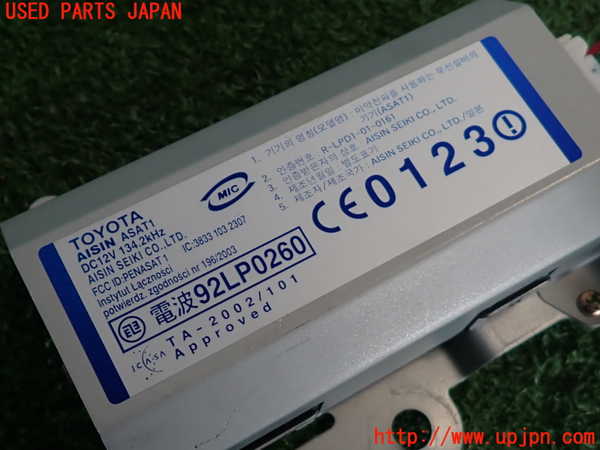 USED PARTS JAPAN
TOYOTA
AISIN ASAT1
DC12V 134.2kHz
AISIN SEIKI CO.,LTD.
FCC ID:PENASAT1 IC:3833 103 2307
Instytut Łączności
potwierdz. zgodności nr 196/2003
電波92LP0260
ICASA TA-2002/101
Approved
MIC
1. 기기의 명칭(모델명) : 미약전파를 사용하는 무선설비의 기기(ASAT1)
2. 인증번호 : R-LPD1-01-0161
3. 인증받은자의 상호 : AISIN SEIKI CO., LTD.
4. 제조년월일 : 별도표기
5. 제조자/제조국가 : AISIN SEIKI CO., LTD./일본
CE0123
http://www.upjpn.com/